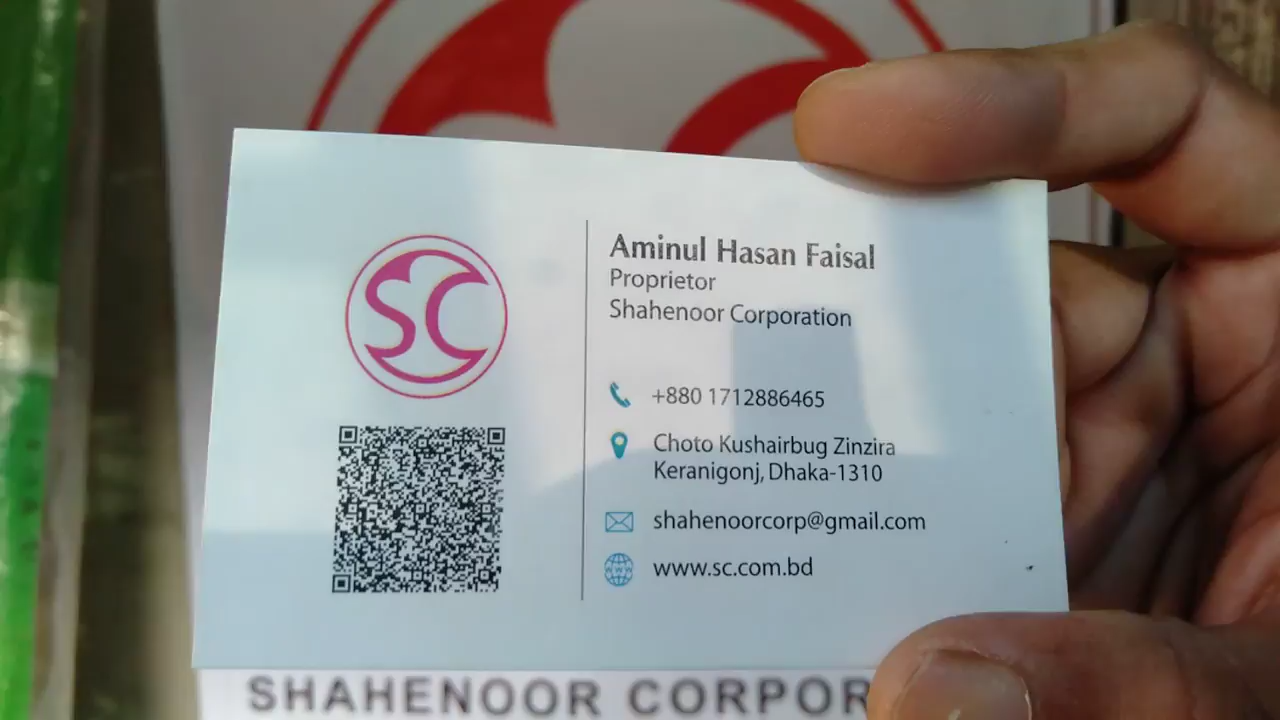 SC
Aminul Hasan Faisal
Proprietor
Shahenoor Corporation
+880 1712886465
Choto Kushairbug Zinzira
Keranigonj, Dhaka-1310
shahenoorcorp@gmail.com
www.sc.com.bd
SHAHENOOR CORPOR